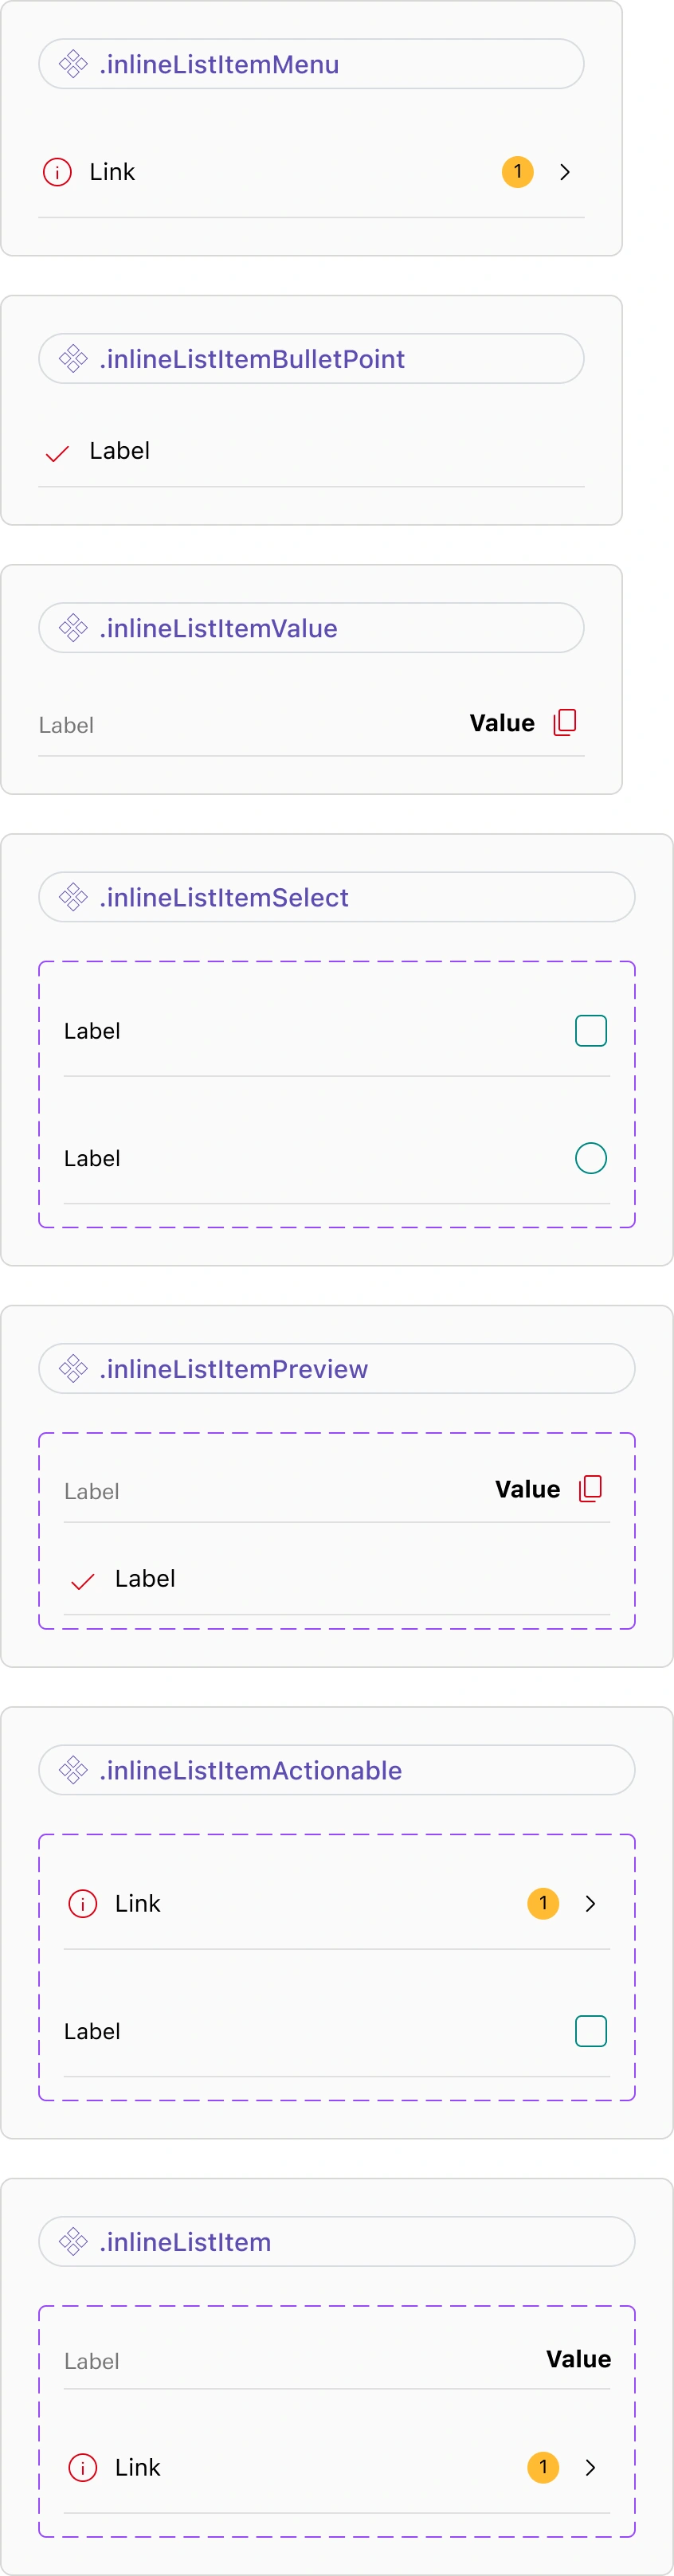 .inlineListItemMenu
Link 1
.inlineListItemBulletPoint
Label
.inlineListItemValue
Label Value
.inlineListItemSelect
Label
Label
.inlineListItemPreview
Label Value
Label
.inlineListItemActionable
Link 1
Label
.inlineListItem
Label Value
Link 1